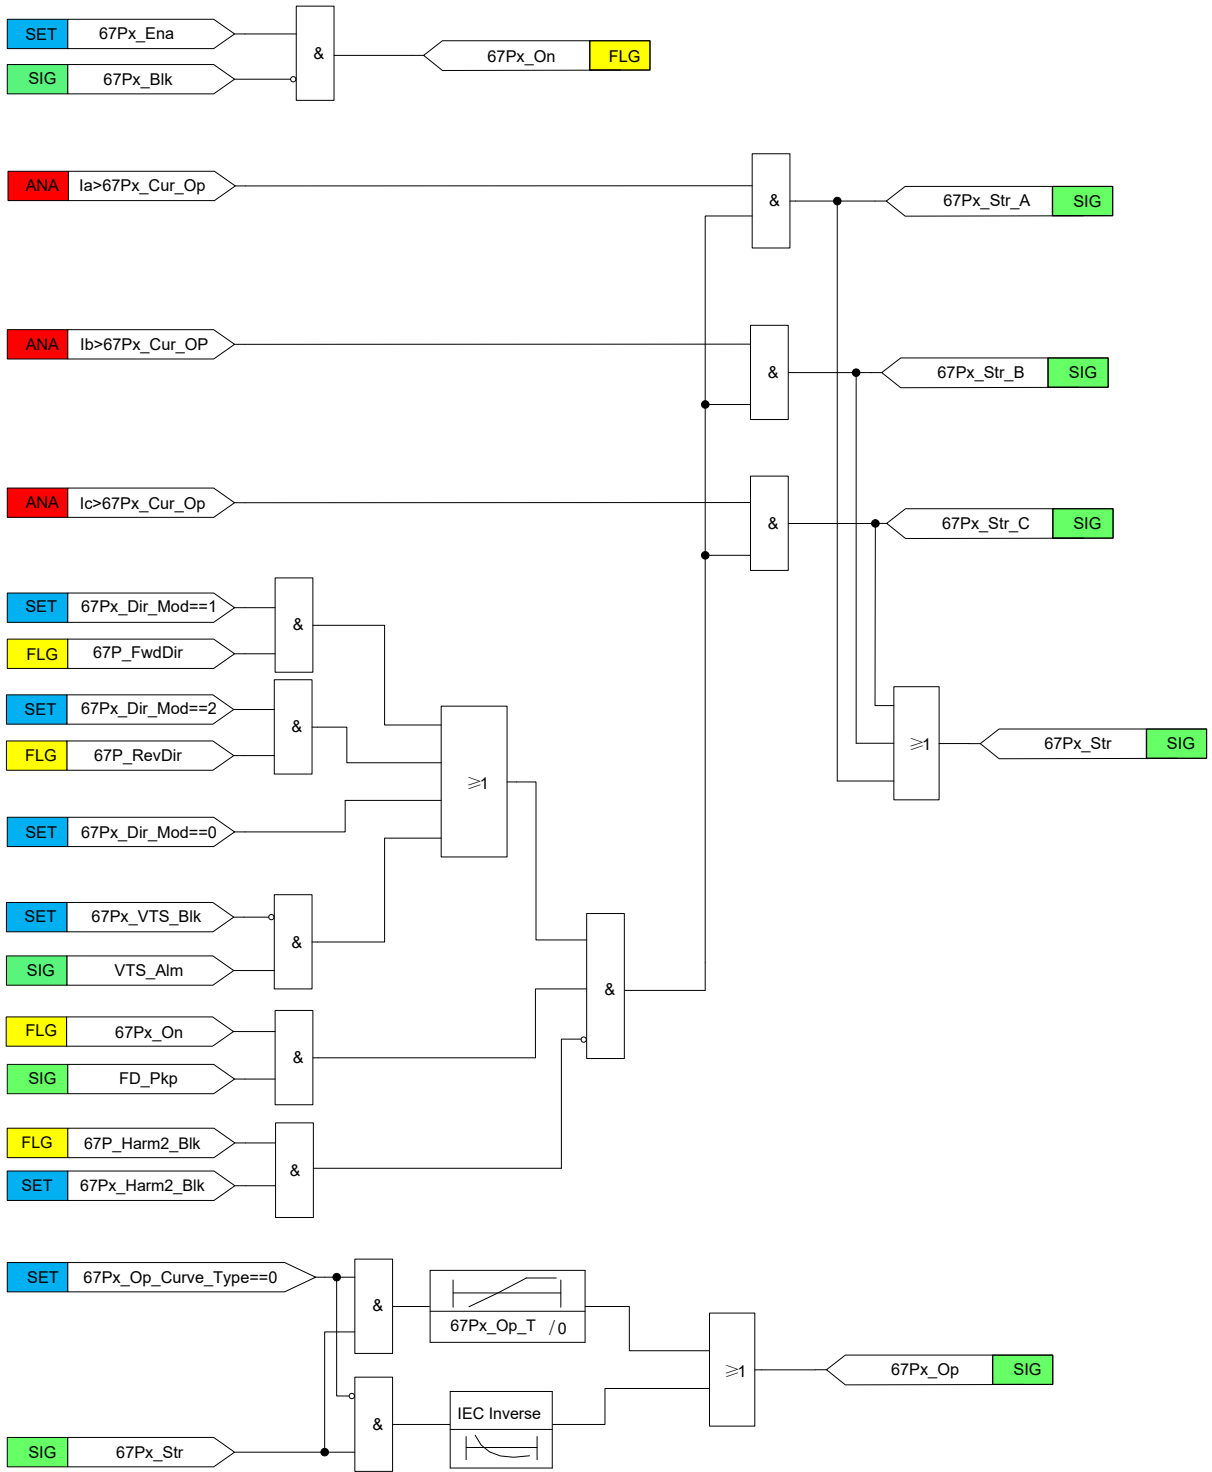 SET 67Px_Ena
& 67Px_On FLG
SIG 67Px_Blk
ANA Ia>67Px_Cur_Op
& 67Px_Str_A SIG
ANA Ib>67Px_Cur_OP
& 67Px_Str_B SIG
ANA Ic>67Px_Cur_Op
& 67Px_Str_C SIG
SET 67Px_Dir_Mod==1
&
FLG 67P_FwdDir
SET 67Px_Dir_Mod==2
&
FLG 67P_RevDir
≥1 67Px_Str SIG
≥1
SET 67Px_Dir_Mod==0
SET 67Px_VTS_Blk
&
SIG VTS_Alm
&
FLG 67Px_On
&
SIG FD_Pkp
FLG 67P_Harm2_Blk
&
SET 67Px_Harm2_Blk
SET 67Px_Op_Curve_Type==0
&
67Px_Op_T /0
≥1 67Px_Op SIG
IEC Inverse
&
SIG 67Px_Str